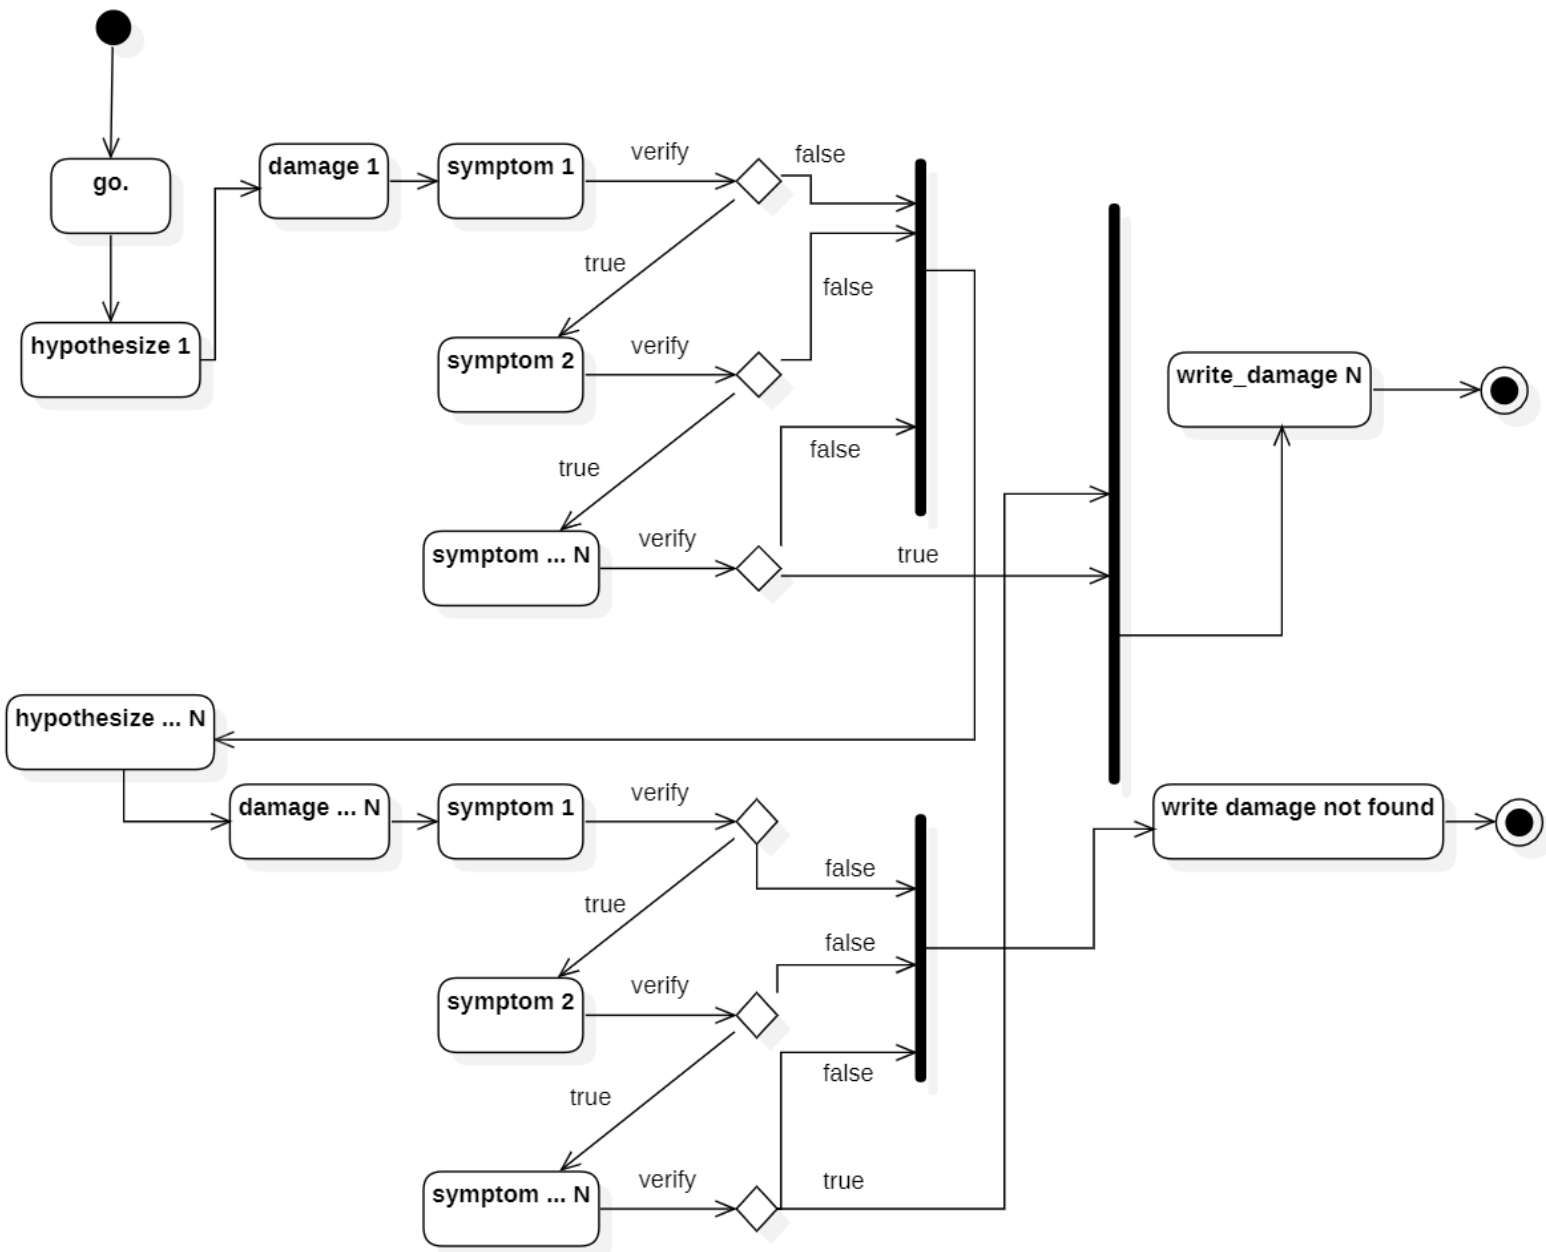 go.
hypothesize 1
damage 1
symptom 1
verify
false
true
symptom 2
verify
false
true
symptom ... N
verify
false
true
write_damage N
hypothesize ... N
damage ... N
symptom 1
verify
false
true
symptom 2
verify
false
true
symptom ... N
verify
false
true
write damage not found